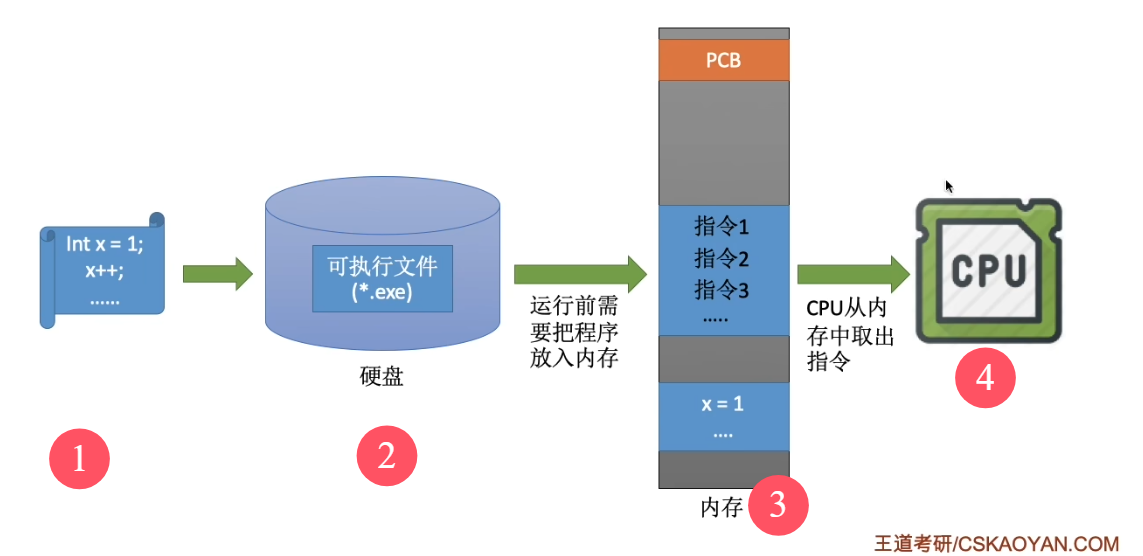 PCB
Int x = 1;
x++;
......
可执行文件
(*.exe)
硬盘
运行前需
要把程序
放入内存
指令1
指令2
指令3
.....
x = 1
....
内存
CPU从内
存中取出
指令
CPU
1
2
3
4
王道考研/CSKAOYAN.COM